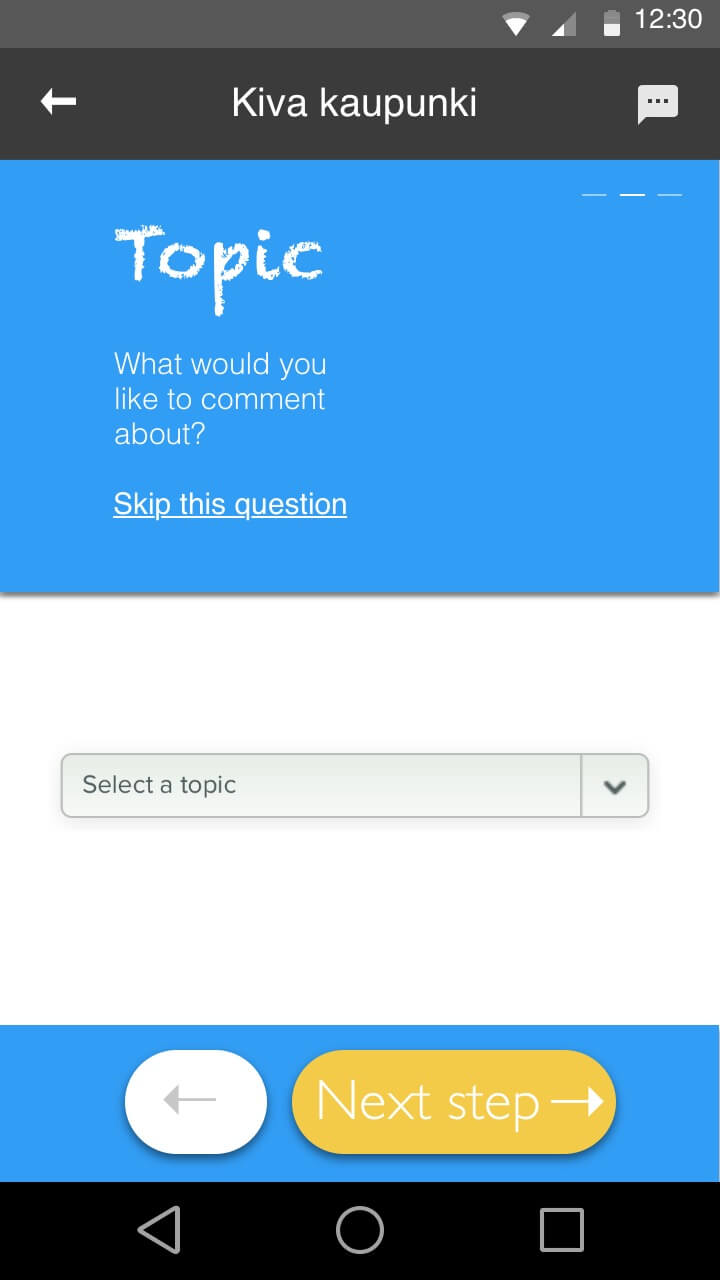 12:30
Kiva kaupunki
Topic
What would you
like to comment
about?
Skip this question
Select a topic
Next step